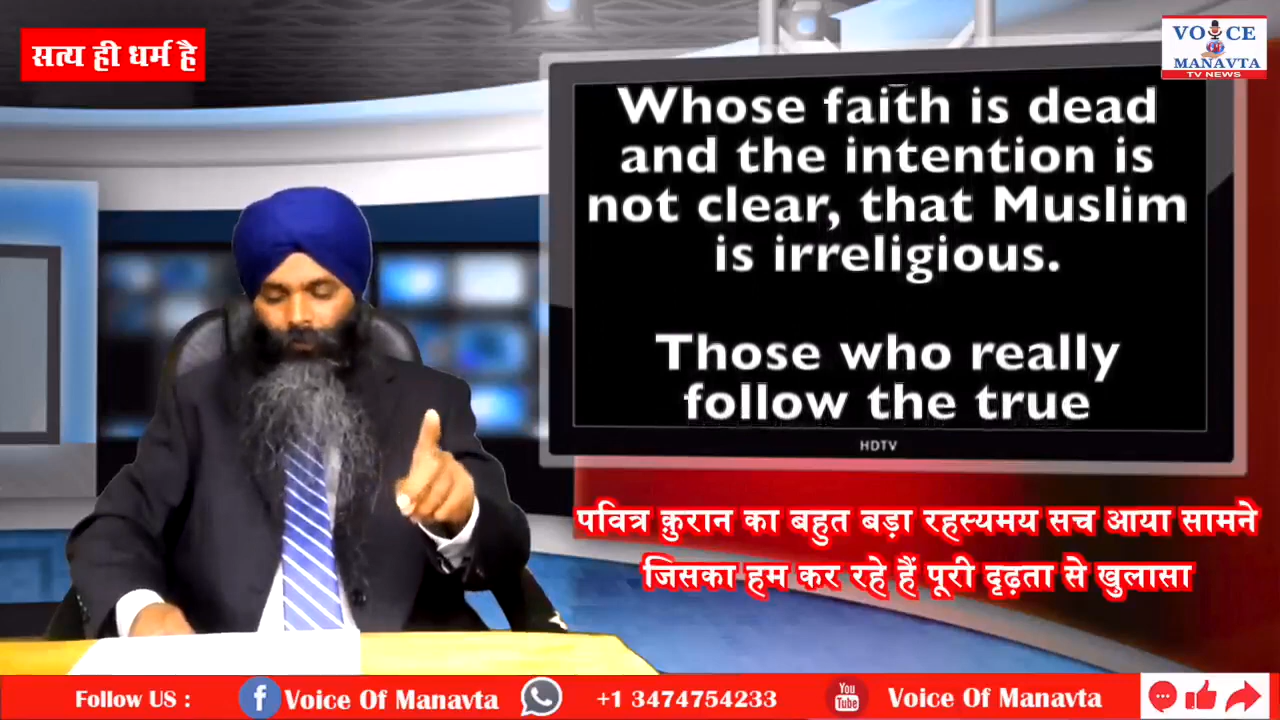 सत्य ही धर्म है
VOICE
MANAVTA
TV NEWS
Whose faith is dead
and the intention is
not clear, that Muslim
is irreligious.
Those who really
follow the true
HDTV
पवित्र क़ुरान का बहुत बड़ा रहस्यमय सच आया सामने
जिसका हम कर रहे हैं पूरी दृढ़ता से खुलासा
Follow US : Voice Of Manavta +1 3474754233 You Tube Voice Of Manavta